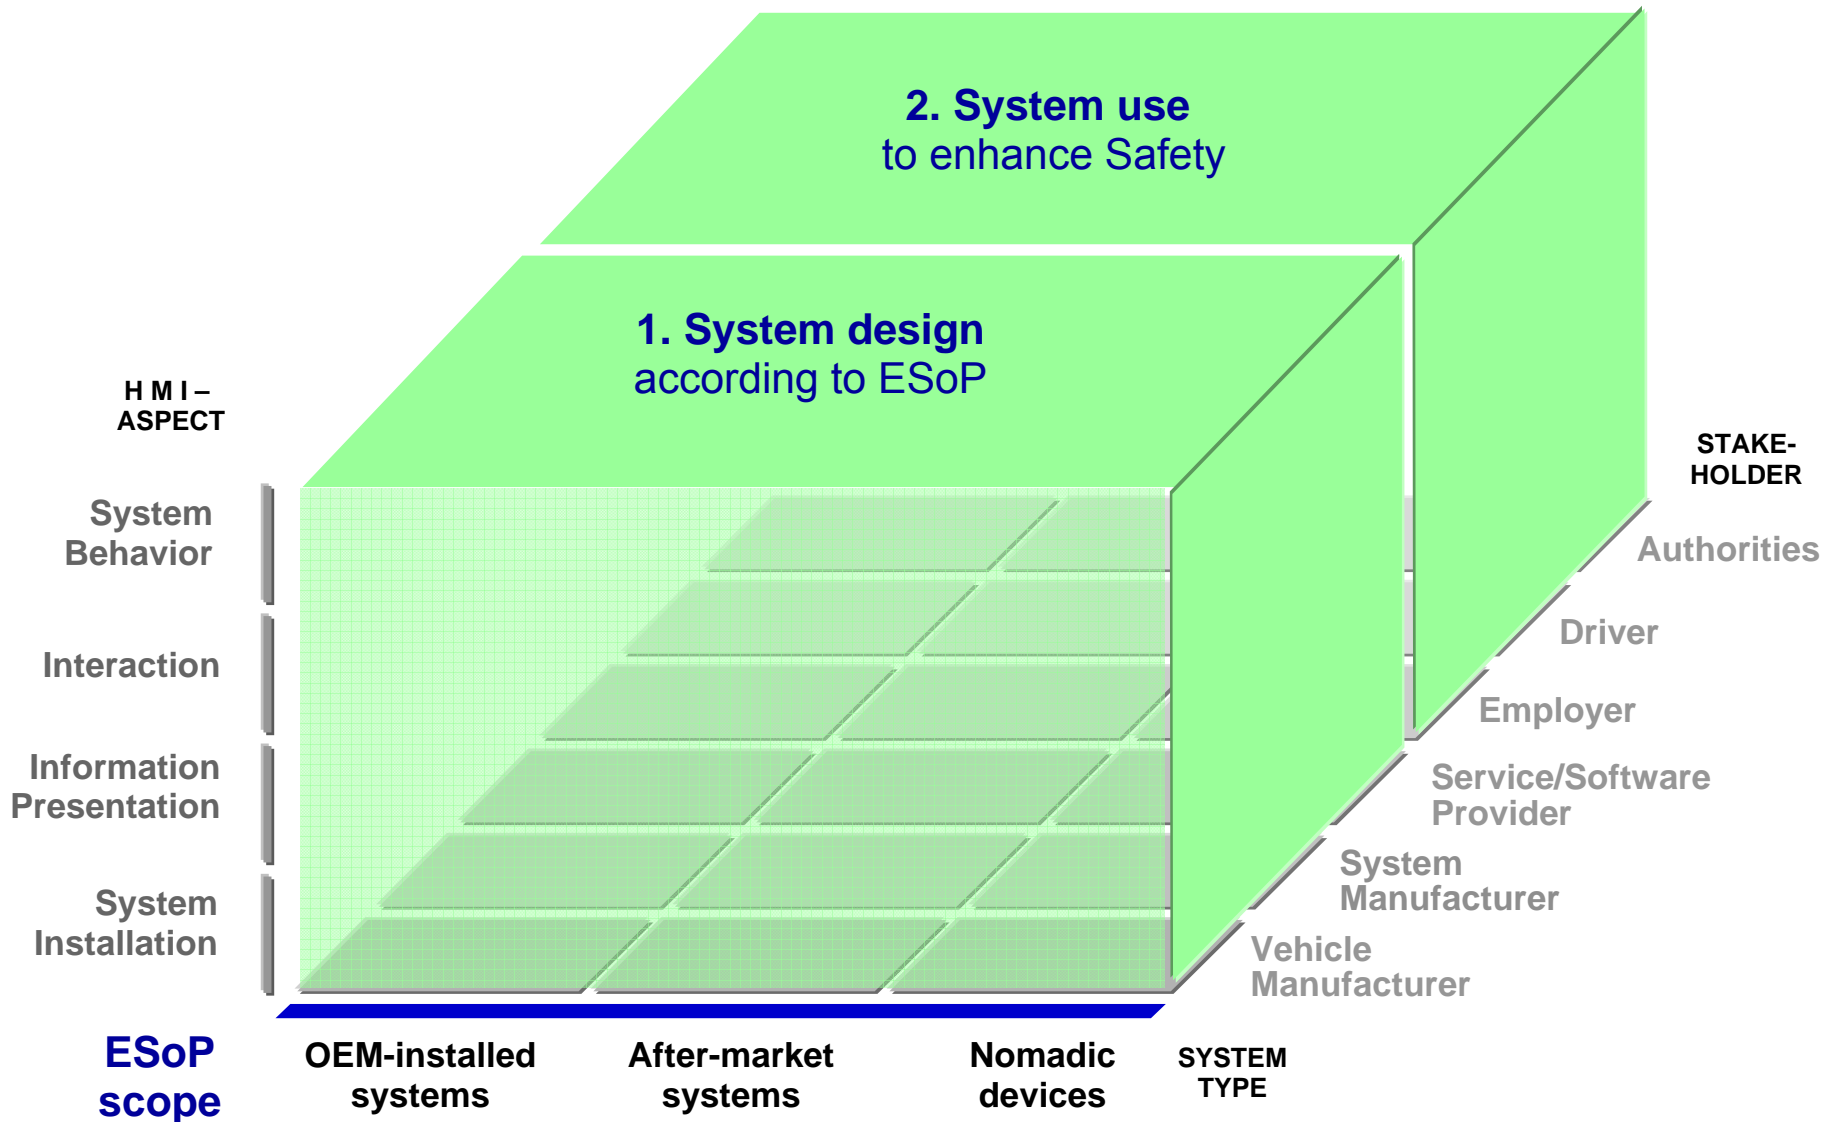 2. System use
to enhance Safety
1. System design
according to ESoP
H M I –
ASPECT
STAKE-
HOLDER
System
Behavior
Interaction
Information
Presentation
System
Installation
Authorities
Driver
Employer
Service/Software
Provider
System
Manufacturer
Vehicle
Manufacturer
ESoP
scope
OEM-installed
systems
After-market
systems
Nomadic
devices
SYSTEM
TYPE